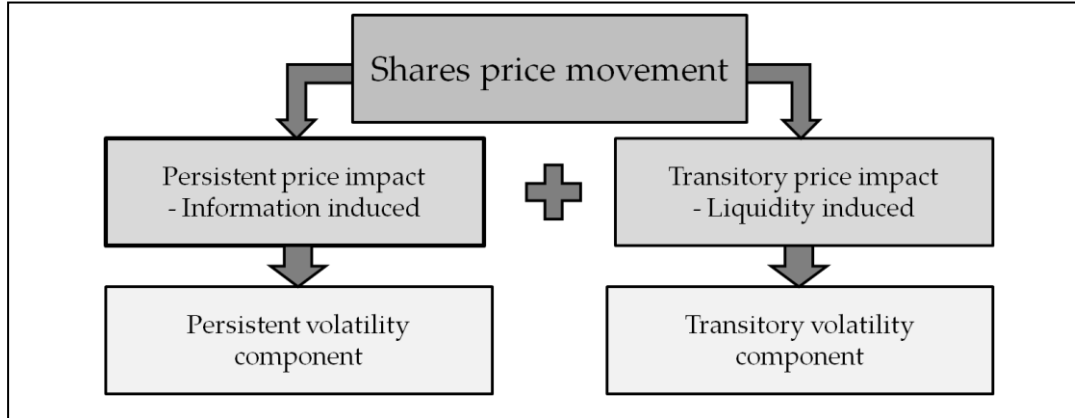 Shares price movement
Persistent price impact
- Information induced
Transitory price impact
- Liquidity induced
Persistent volatility
component
Transitory volatility
component